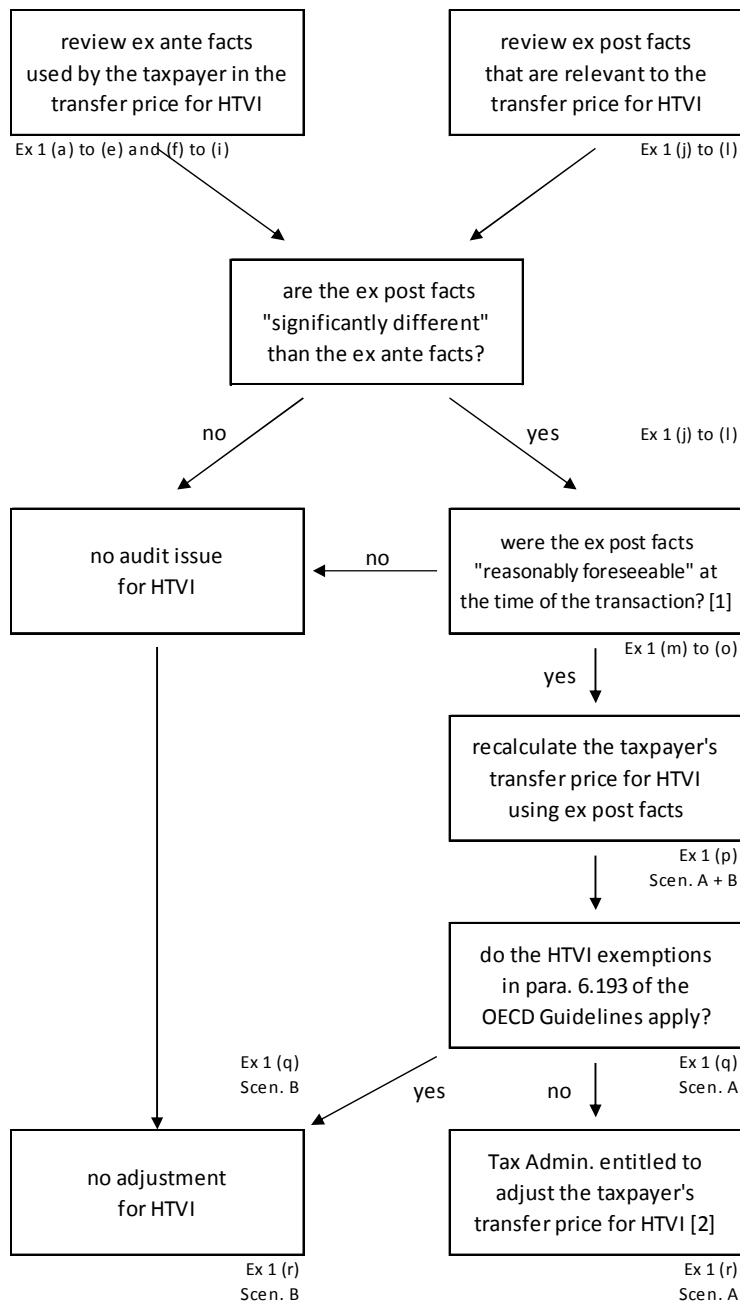 review ex ante facts
used by the taxpayer in the
transfer price for HTVI
review ex post facts
that are relevant to the
transfer price for HTVI
Ex 1 (a) to (e) and (f) to (i)
Ex 1 (j) to (l)
are the ex post facts
"significantly different"
than the ex ante facts?
no
yes
Ex 1 (j) to (l)
no audit issue
for HTVI
no
were the ex post facts
"reasonably foreseeable" at
the time of the transaction? [1]
Ex 1 (m) to (o)
yes
recalculate the taxpayer's
transfer price for HTVI
using ex post facts
Ex 1 (p)
Scen. A + B
do the HTVI exemptions
in para. 6.193 of the
OECD Guidelines apply?
Ex 1 (q)
Scen. B
yes
no
Ex 1 (q)
Scen. A
no adjustment
for HTVI
Tax Admin. entitled to
adjust the taxpayer's
transfer price for HTVI [2]
Ex 1 (r)
Scen. B
Ex 1 (r)
Scen. A